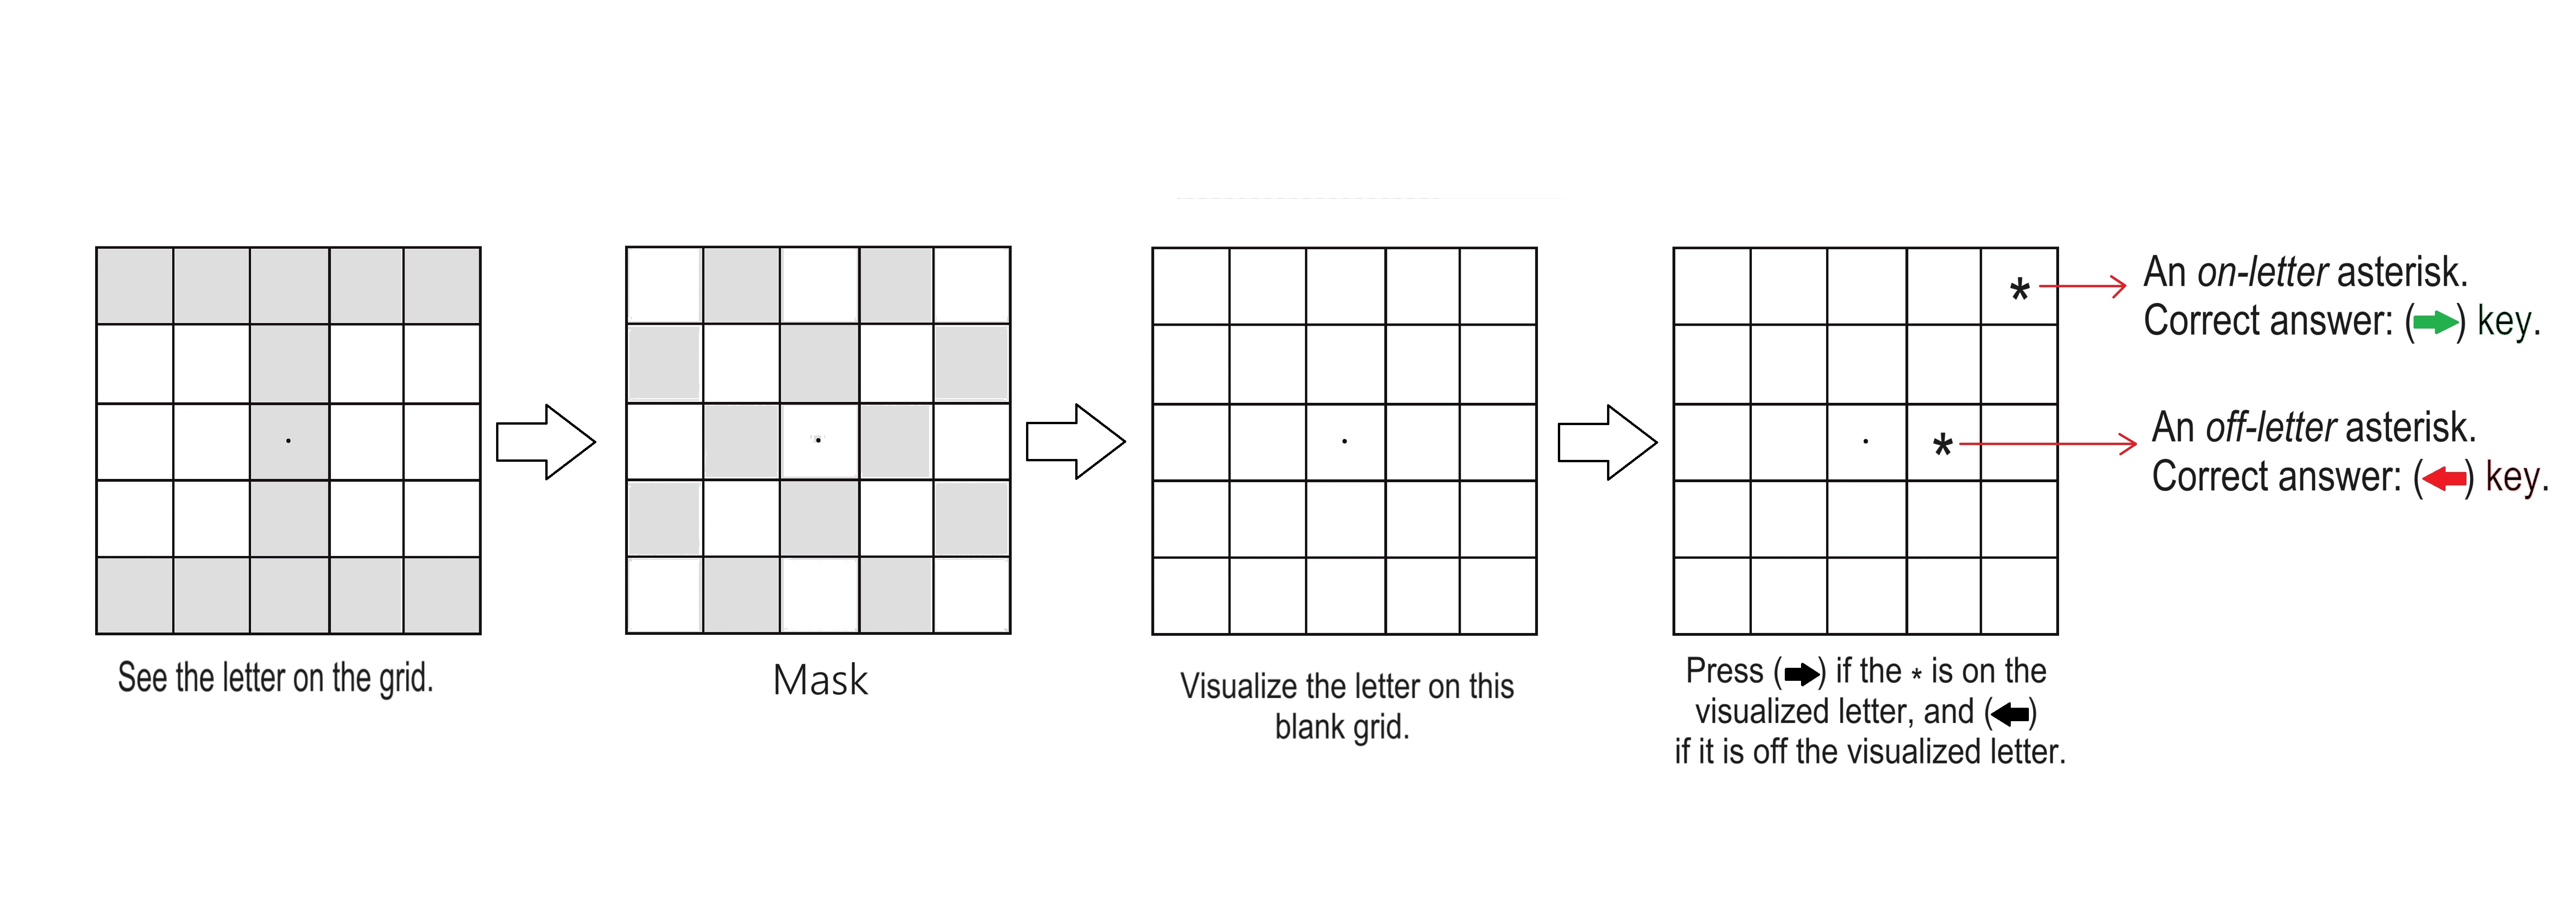 See the letter on the grid.
Mask
Visualize the letter on this
blank grid.
*
*
An on-letter asterisk.
Correct answer: (➡) key.
An off-letter asterisk.
Correct answer: (⬅) key.
Press (➡) if the * is on the
visualized letter, and (⬅)
if it is off the visualized letter.